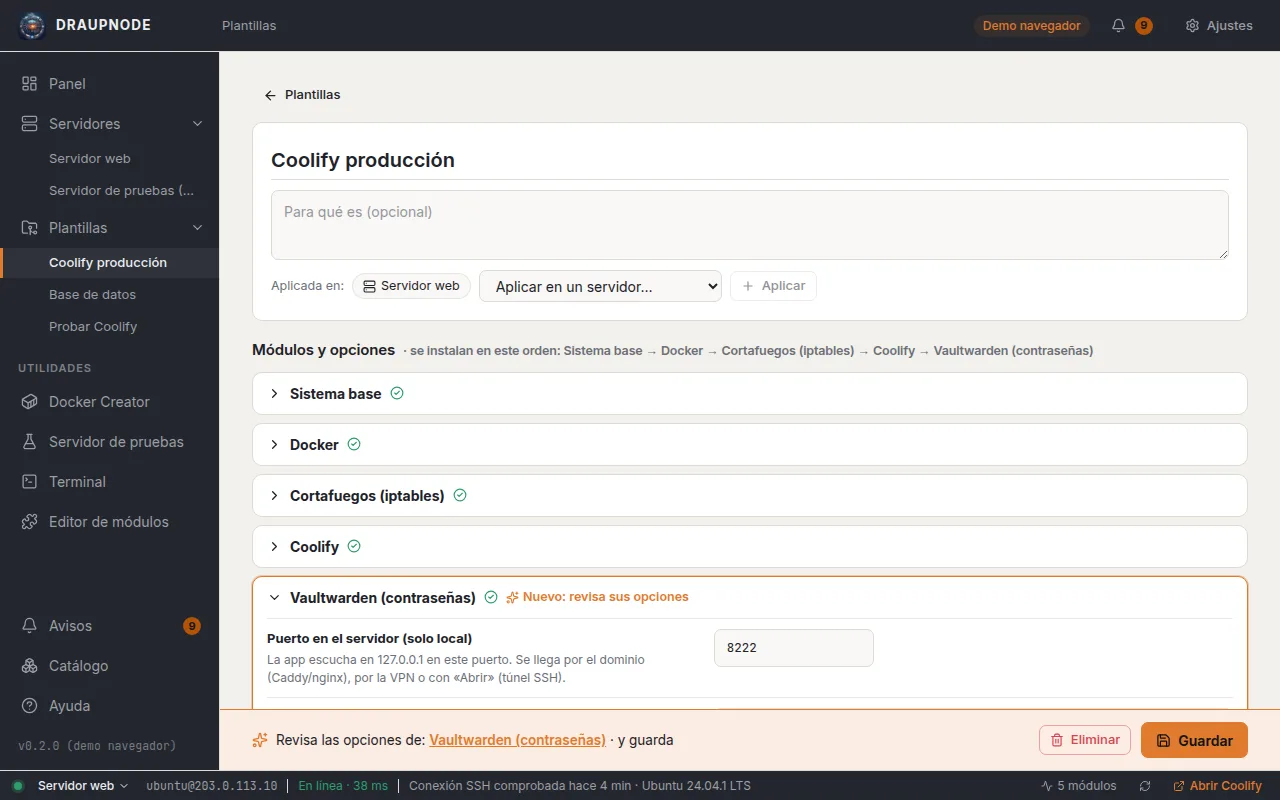 DRAUPNODE
Plantillas
Demo navegador
9
Ajustes
Panel
Servidores
Servidor web
Servidor de pruebas (...
Plantillas
Coolify producción
Base de datos
Probar Coolify
UTILIDADES
Docker Creator
Servidor de pruebas
Terminal
Editor de módulos
Avisos
9
Catálogo
Ayuda
v0.2.0 (demo navegador)
← Plantillas
Coolify producción
Para qué es (opcional)
Aplicada en:
Servidor web
Aplicar en un servidor...
+ Aplicar
Módulos y opciones · se instalan en este orden: Sistema base → Docker → Cortafuegos (iptables) → Coolify → Vaultwarden (contraseñas)
Sistema base
Docker
Cortafuegos (iptables)
Coolify
Vaultwarden (contraseñas) Nuevo: revisa sus opciones
Puerto en el servidor (solo local)
La app escucha en 127.0.0.1 en este puerto. Se llega por el dominio
(Caddy/nginx), por la VPN o con «Abrir» (túnel SSH).
8222
Revisa las opciones de: Vaultwarden (contraseñas) · y guarda
Eliminar
Guardar
Servidor web
ubuntu@203.0.113.10
En línea · 38 ms
Conexión SSH comprobada hace 4 min · Ubuntu 24.04.1 LTS
5 módulos
Abrir Coolify